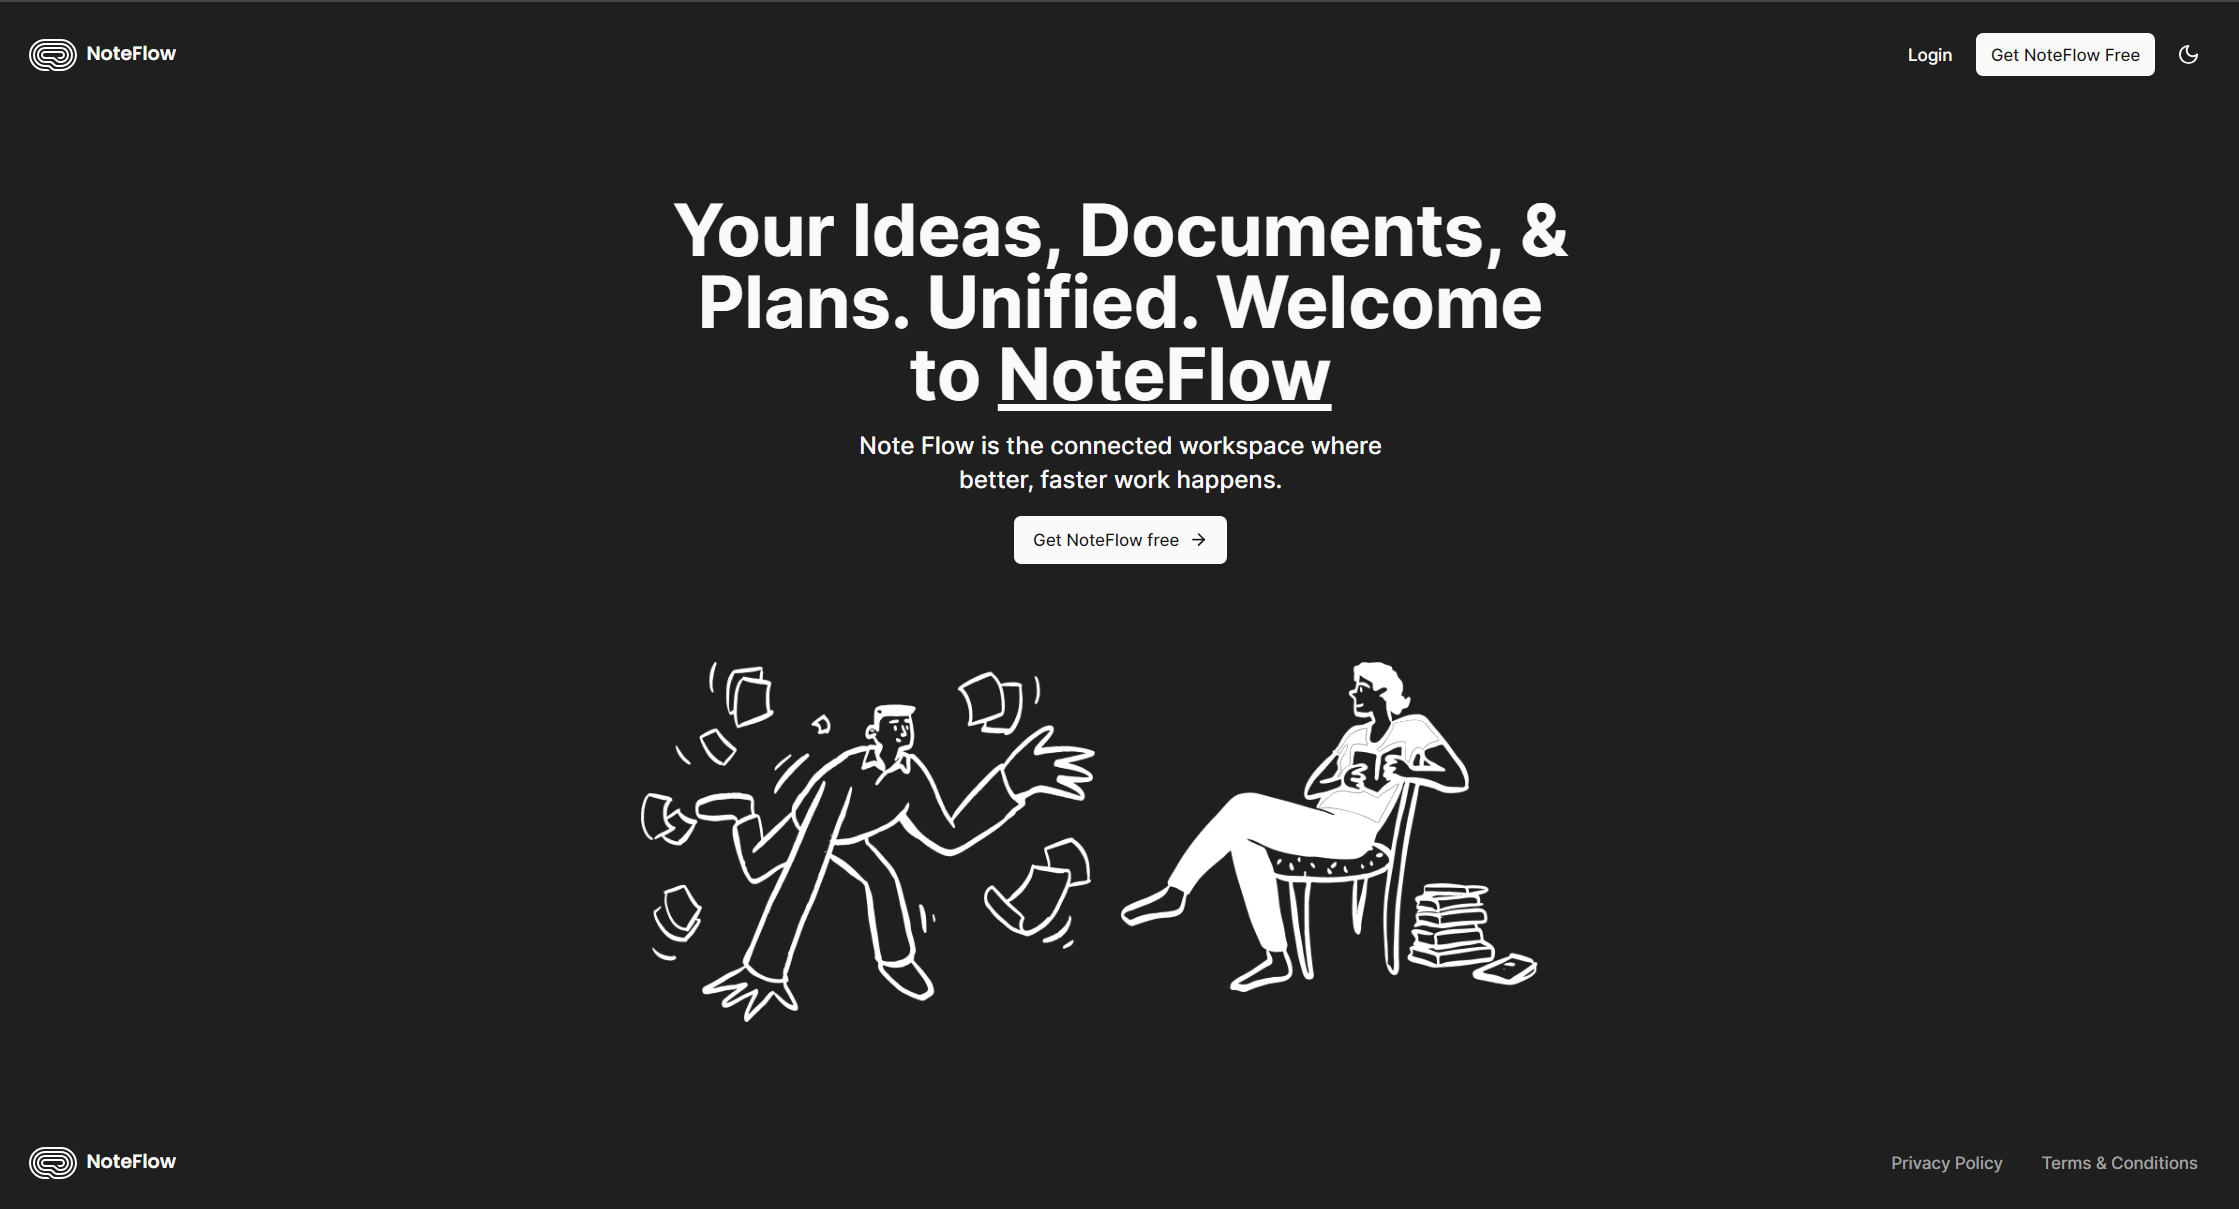 NoteFlow
Login
Get NoteFlow Free
Your Ideas, Documents, &
Plans. Unified. Welcome
to NoteFlow
Note Flow is the connected workspace where
better, faster work happens.
Get NoteFlow free
NoteFlow
Privacy Policy
Terms & Conditions